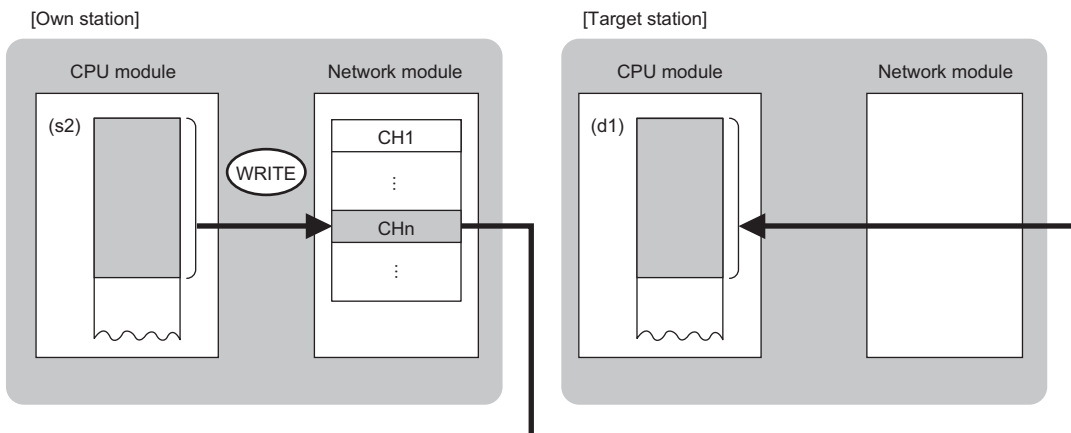 [Own station]
[Target station]
CPU module
Network module
CPU module
Network module
(s2)
CH1
(d1)
WRITE
⋮
CHn
⋮